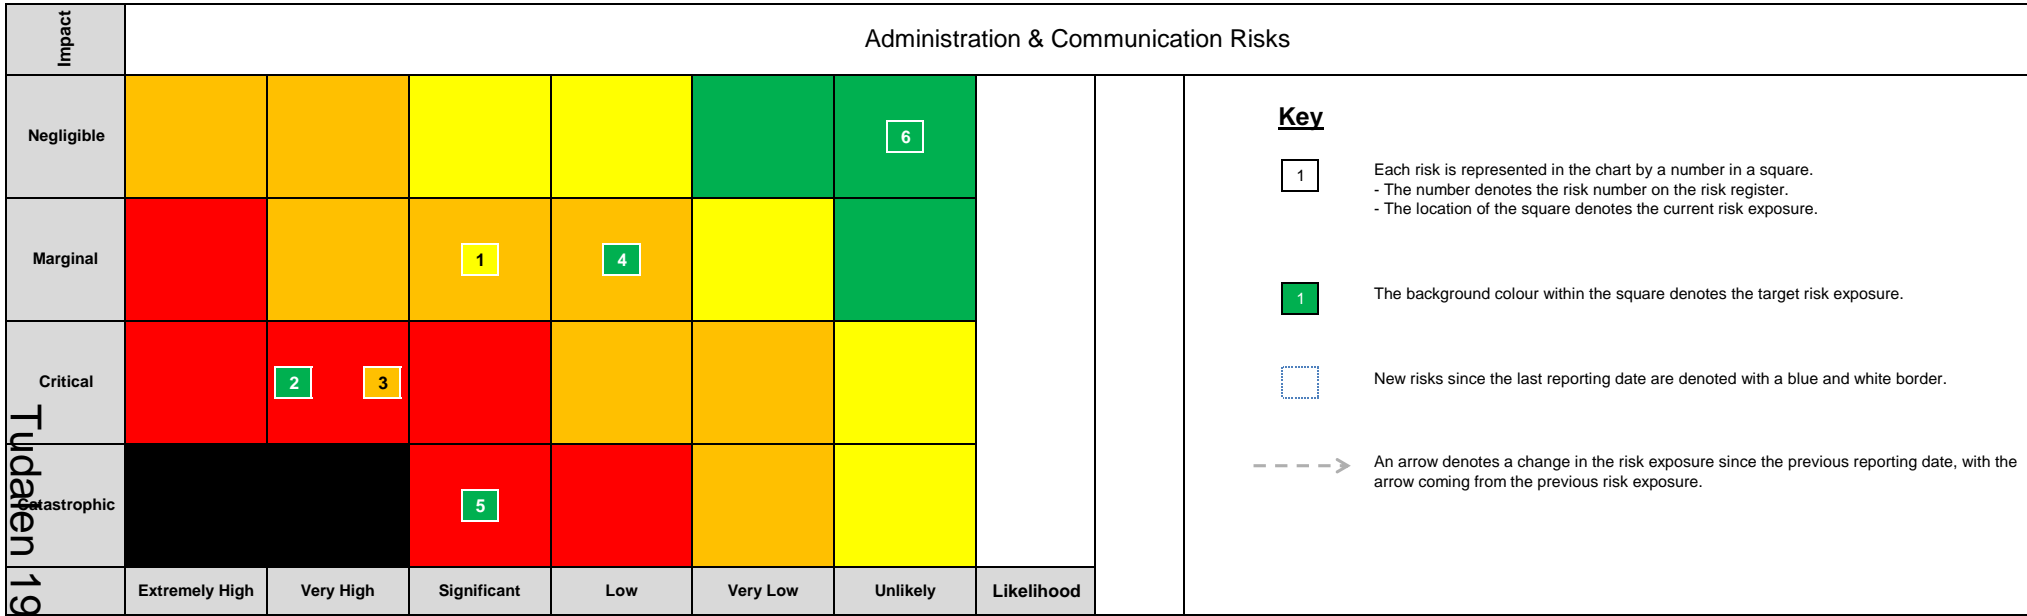 Impact
Administration & Communication Risks
Negligible
6
Marginal
1
4
Critical
2
3
Catastrophic
5
Extremely High
Very High
Significant
Low
Very Low
Unlikely
Likelihood
Key
1
Each risk is represented in the chart by a number in a square.
- The number denotes the risk number on the risk register.
- The location of the square denotes the current risk exposure.
1
The background colour within the square denotes the target risk exposure.
New risks since the last reporting date are denoted with a blue and white border.
An arrow denotes a change in the risk exposure since the previous reporting date, with the
arrow coming from the previous risk exposure.
Tudalen 19